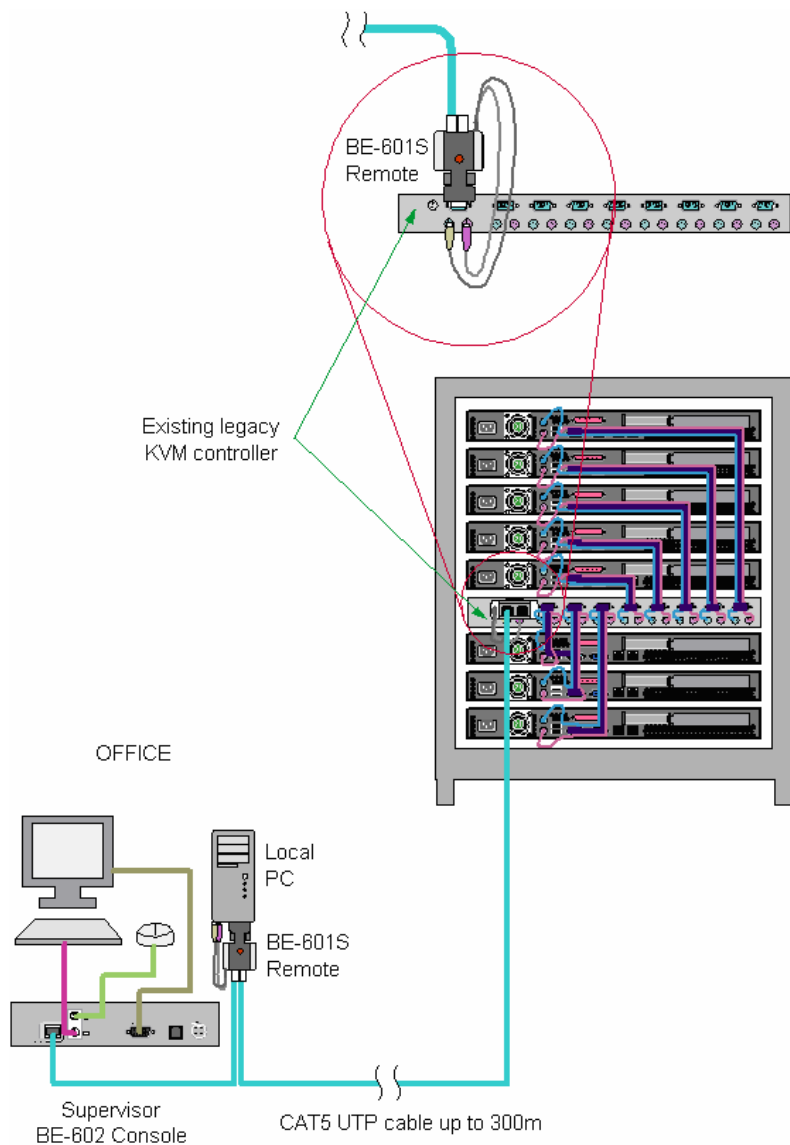 BE-601S
Remote
Existing legacy
KVM controller
OFFICE
Local
PC
BE-601S
Remote
Supervisor
BE-602 Console
CAT5 UTP cable up to 300m